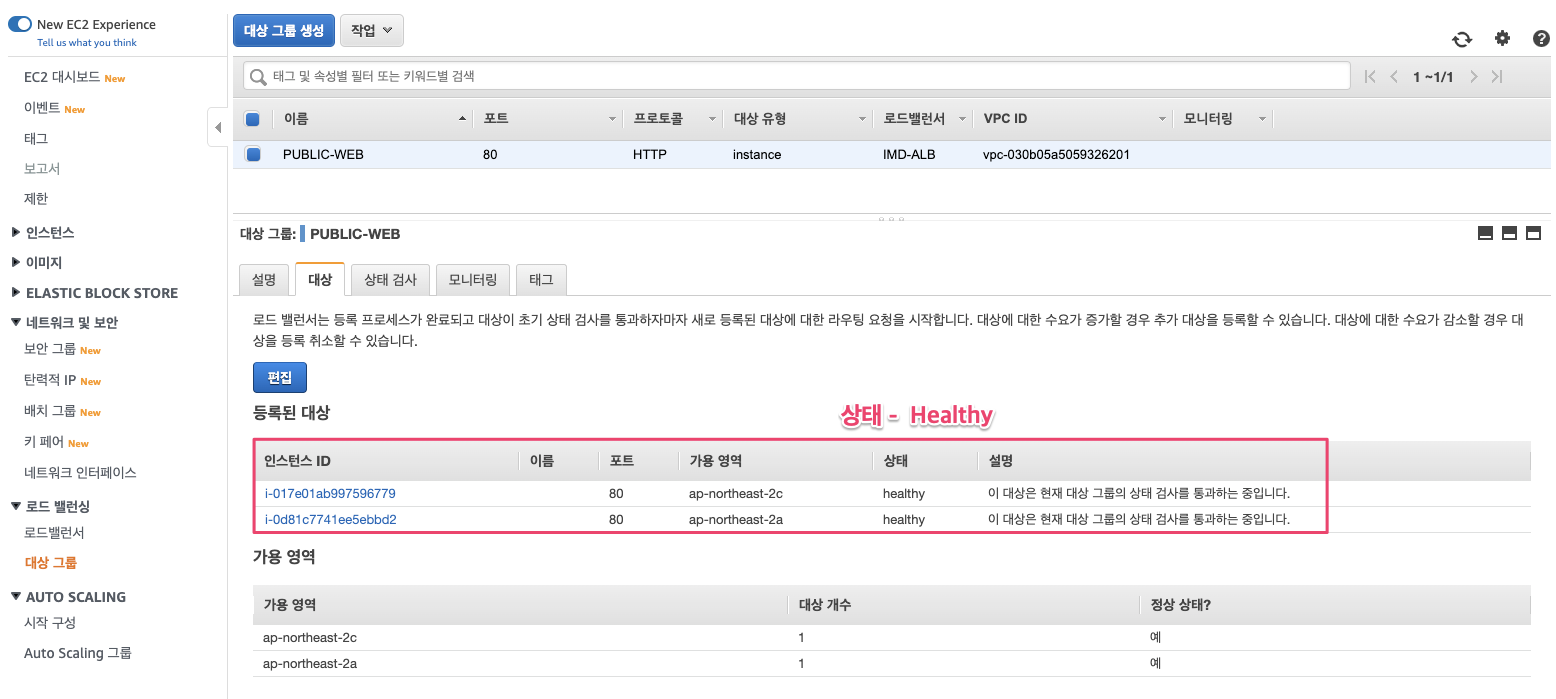 New EC2 Experience
Tell us what you think
EC2 대시보드 New
이벤트 New
태그
보고서
제한
인스턴스
이미지
ELASTIC BLOCK STORE
네트워크 및 보안
보안 그룹 New
탄력적 IP New
배치 그룹 New
키 페어 New
네트워크 인터페이스
로드 밸런싱
로드밸런서
대상 그룹
AUTO SCALING
시작 구성
Auto Scaling 그룹
대상 그룹 생성 작업
태그 및 속성별 필터 또는 키워드별 검색 1 ~1/1
이름 포트 프로토콜 대상 유형 로드밸런서 VPC ID 모니터링
PUBLIC-WEB 80 HTTP instance IMD-ALB vpc-030b05a5059326201
대상 그룹: PUBLIC-WEB
설명 대상 상태 검사 모니터링 태그
로드 밸런서는 등록 프로세스가 완료되고 대상이 초기 상태 검사를 통과하자마자 새로 등록된 대상에 대한 라우팅 요청을 시작합니다. 대상에 대한 수요가 증가할 경우 추가 대상을 등록할 수 있습니다. 대상에 대한 수요가 감소할 경우 대
상을 등록 취소할 수 있습니다.
편집
등록된 대상
상태 - Healthy
인스턴스 ID 이름 포트 가용 영역 상태 설명
i-017e01ab997596779 80 ap-northeast-2c healthy 이 대상은 현재 대상 그룹의 상태 검사를 통과하는 중입니다.
i-0d81c7741ee5ebbd2 80 ap-northeast-2a healthy 이 대상은 현재 대상 그룹의 상태 검사를 통과하는 중입니다.
가용 영역
가용 영역 대상 개수 정상 상태?
ap-northeast-2c 1 예
ap-northeast-2a 1 예